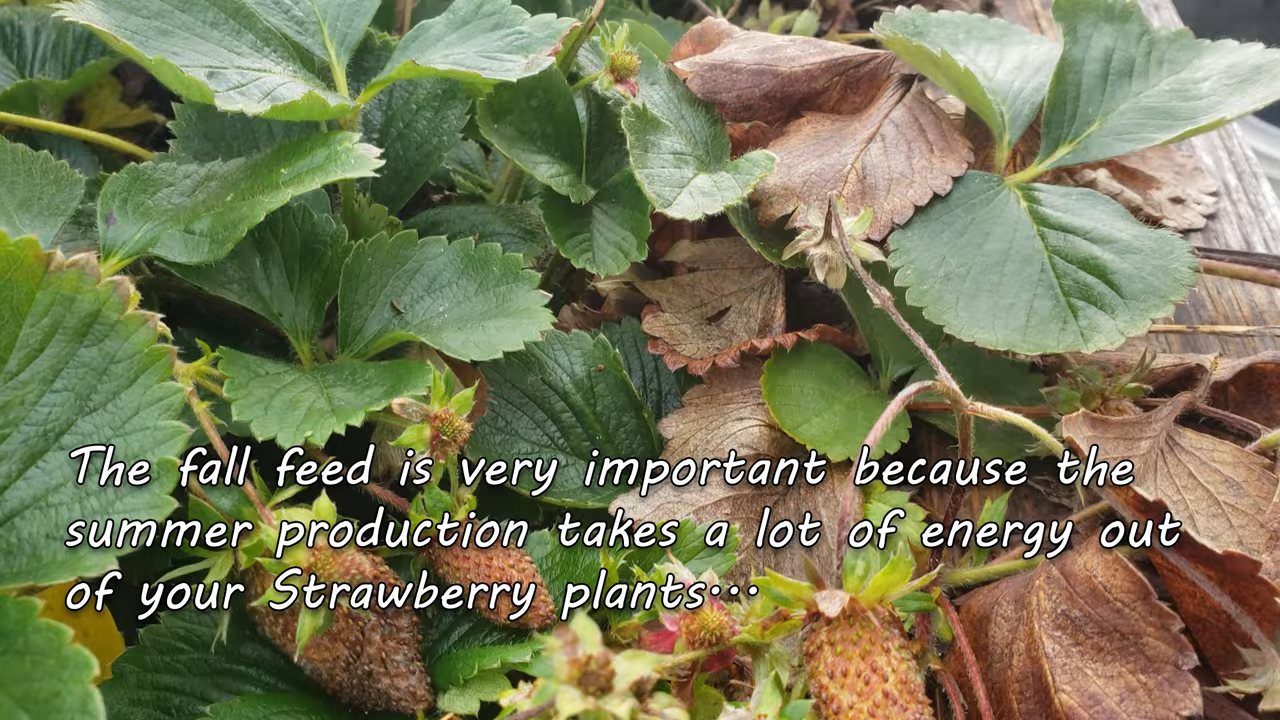 The fall feed is very important because the
summer production takes a lot of energy out
of your Strawberry plants...